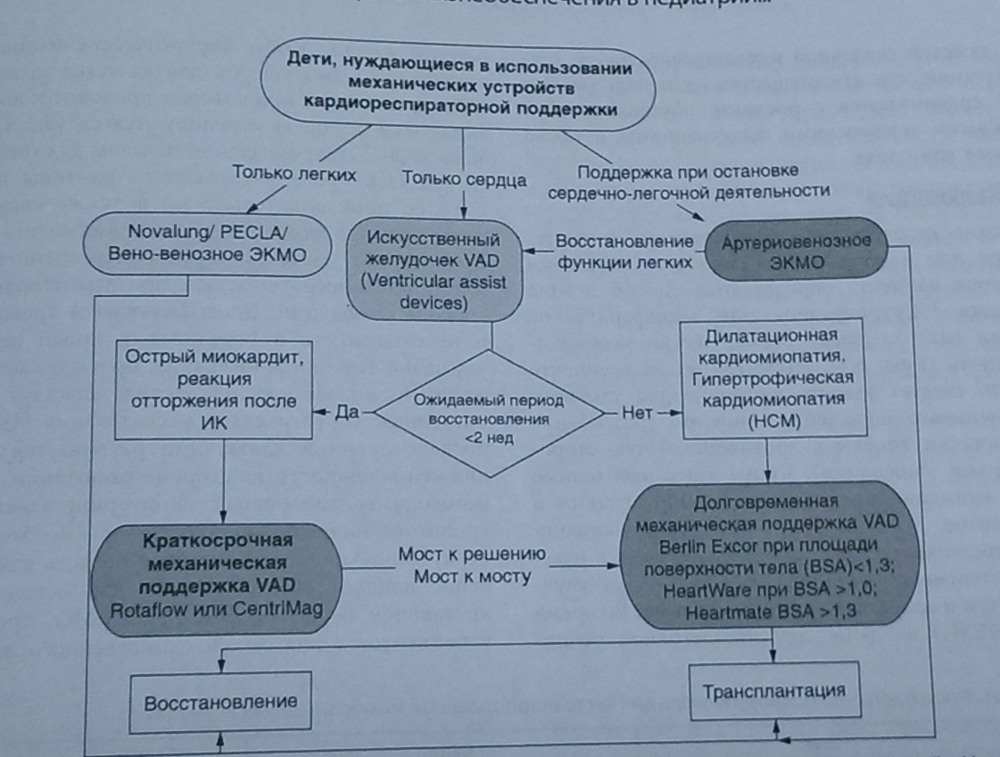 Дети, нуждающиеся в использовании
механических устройств
кардиореспираторной поддержки
Только легких
Только сердца
Поддержка при остановке
сердечно-легочной деятельности
Novalung/ PECLA/
Вено-венозное ЭКМО
Искусственный
желудочек VAD
(Ventricular assist
devices)
Восстановление
функции легких
Артериовенозное
ЭКМО
Острый миокардит,
реакция
отторжения после
ИК
Да
Ожидаемый период
восстановления
<2 нед
Нет
Дилатационная
кардиомиопатия,
Гипертрофическая
кардиомиопатия
(HCM)
Краткосрочная
механическая
поддержка VAD
Rotaflow или CentriMag
Мост к решению
Мост к мосту
Долговременная
механическая поддержка VAD
Berlin Excor при площади
поверхности тела (BSA)<1,3;
HeartWare при BSA >1,0;
Heartmate BSA >1,3
Восстановление
Трансплантация